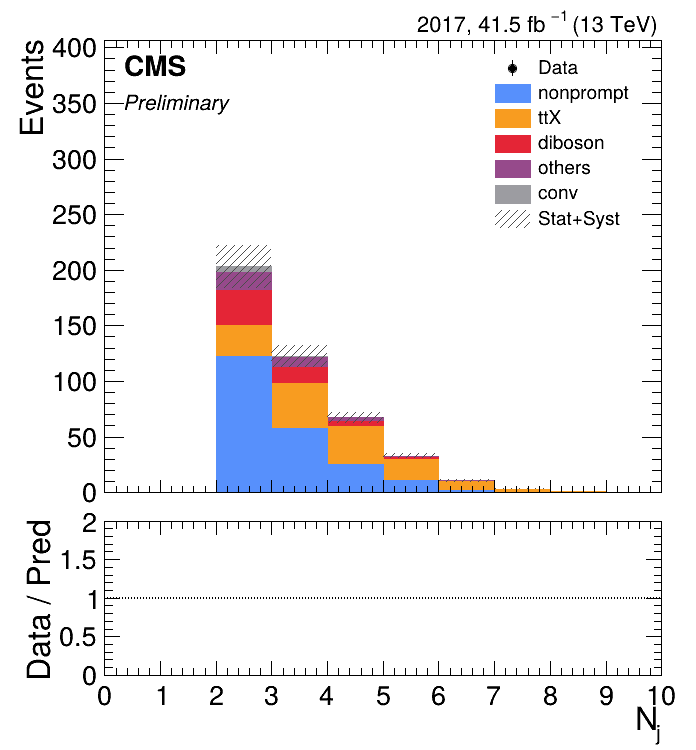 2017, 41.5 fb⁻¹ (13 TeV)
CMS
Preliminary
Data
nonprompt
ttX
diboson
others
conv
Stat+Syst
Events
400
350
300
250
200
150
100
50
0
Data / Pred
2
1.5
1
0.5
0
0 1 2 3 4 5 6 7 8 9 10
Nj